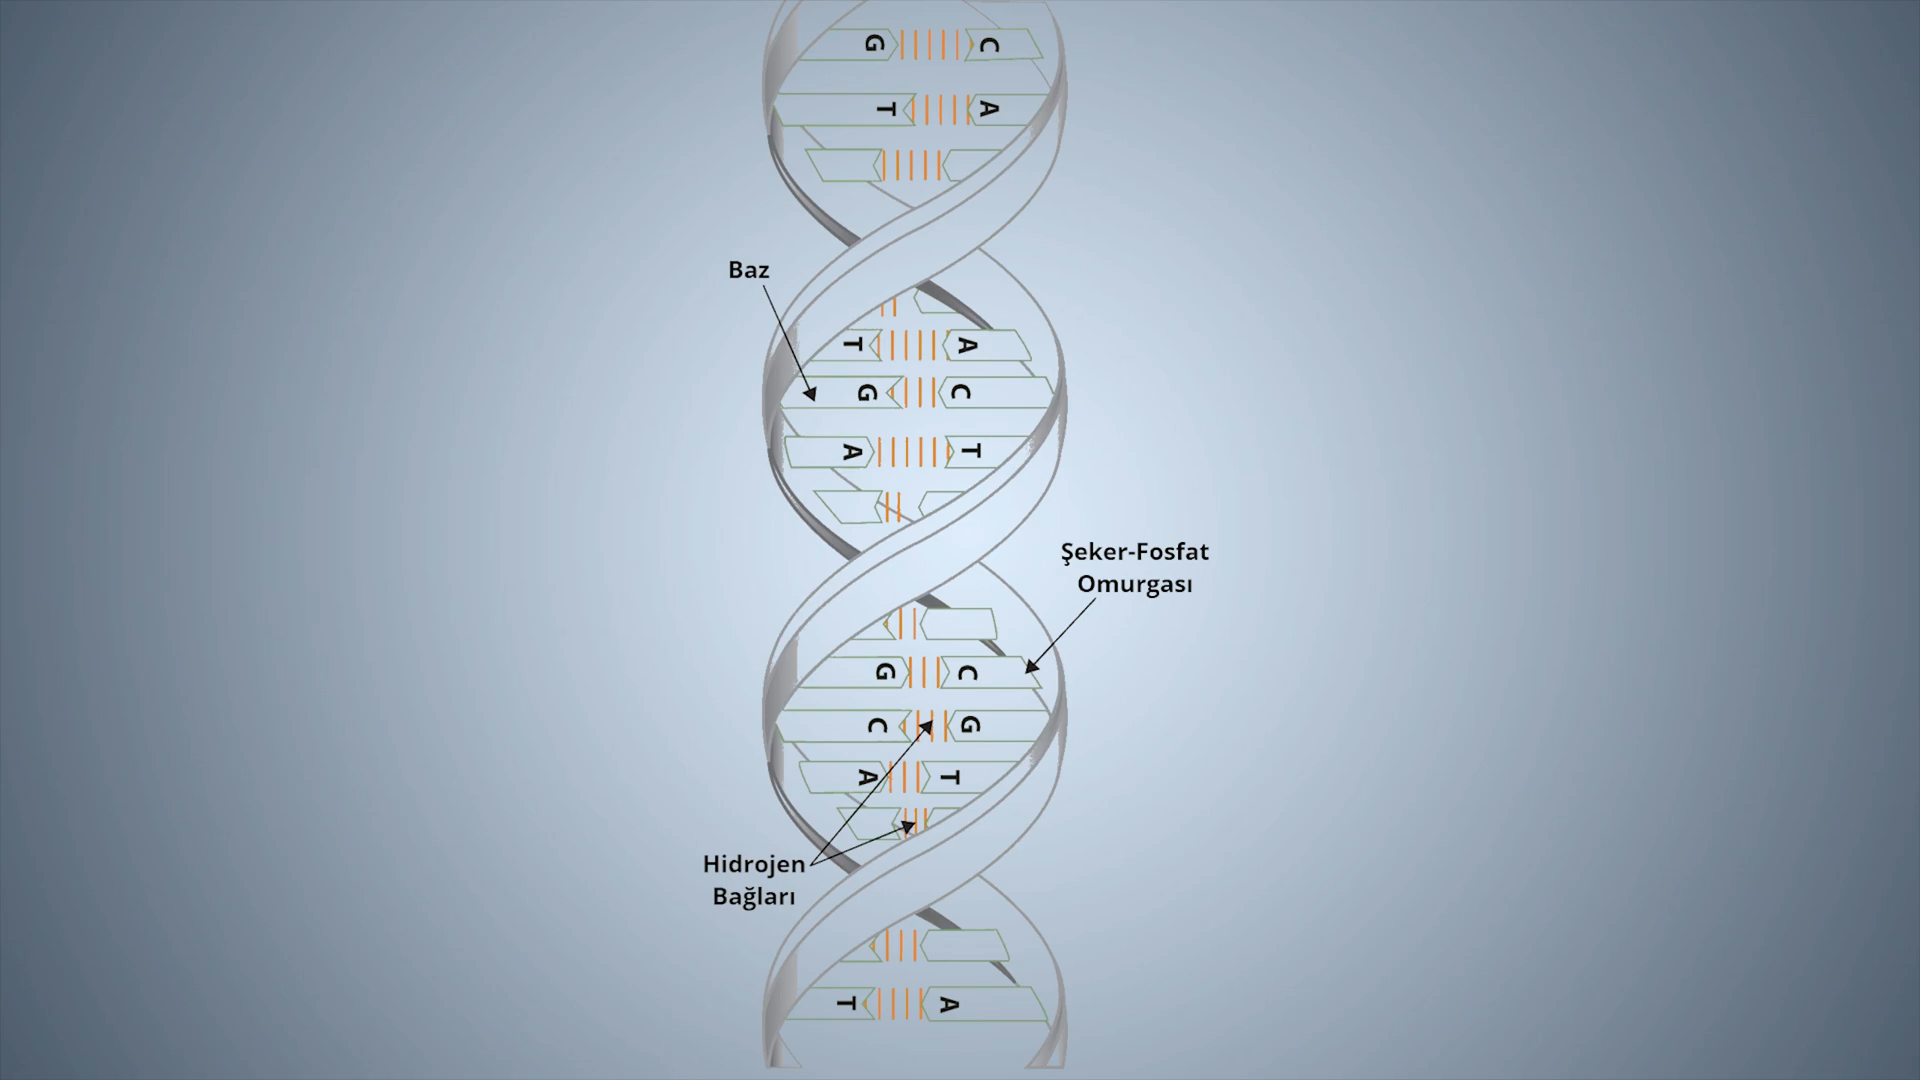 G C
T A
Baz
T A
G C
A T
Şeker-Fosfat
Omurgası
G C
C G
A T
Hidrojen
Bağları
T A